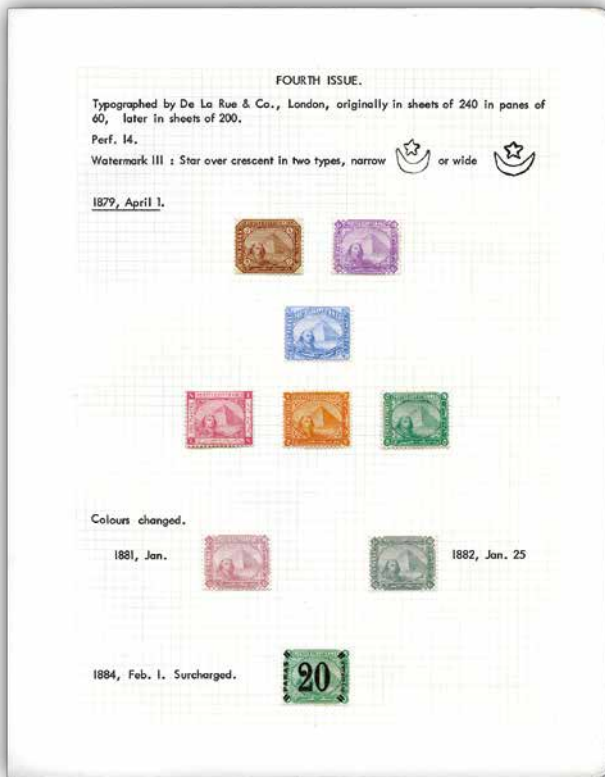 FOURTH ISSUE.
Typographed by De La Rue & Co., London, originally in sheets of 240 in panes of
60, later in sheets of 200.
Perf. 14.
Watermark III : Star over crescent in two types, narrow or wide
1879, April 1.
Colours changed.
1881, Jan.
1882, Jan. 25
1884, Feb. 1. Surcharged.
PARAS 20